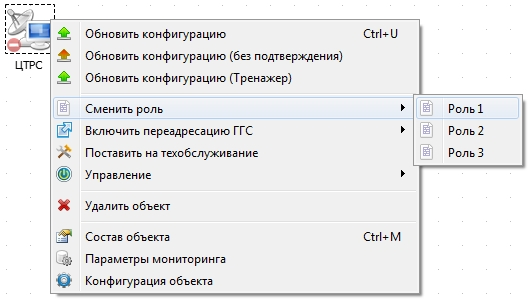 ЦТРС
Обновить конфигурацию Ctrl+U
Обновить конфигурацию (без подтверждения)
Обновить конфигурацию (Тренажер)
Сменить роль
Включить переадресацию ГГС
Поставить на техобслуживание
Управление
Удалить объект
Состав объекта Ctrl+M
Параметры мониторинга
Конфигурация объекта
Роль 1
Роль 2
Роль 3